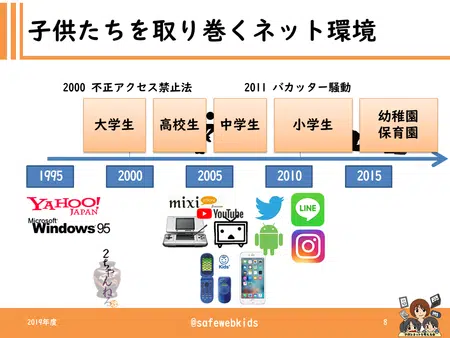 子供たちを取り巻くネット環境
2000 不正アクセス禁止法
2011 バカッター騒動
大学生
高校生
中学生
小学生
幼稚園
保育園
1995
2000
2005
2010
2015
YAHOO!
JAPAN
Microsoft
Windows 95
2ちゃんねる
mixi
YouTube
Kids
LINE
2019年度
@safewebkids
8